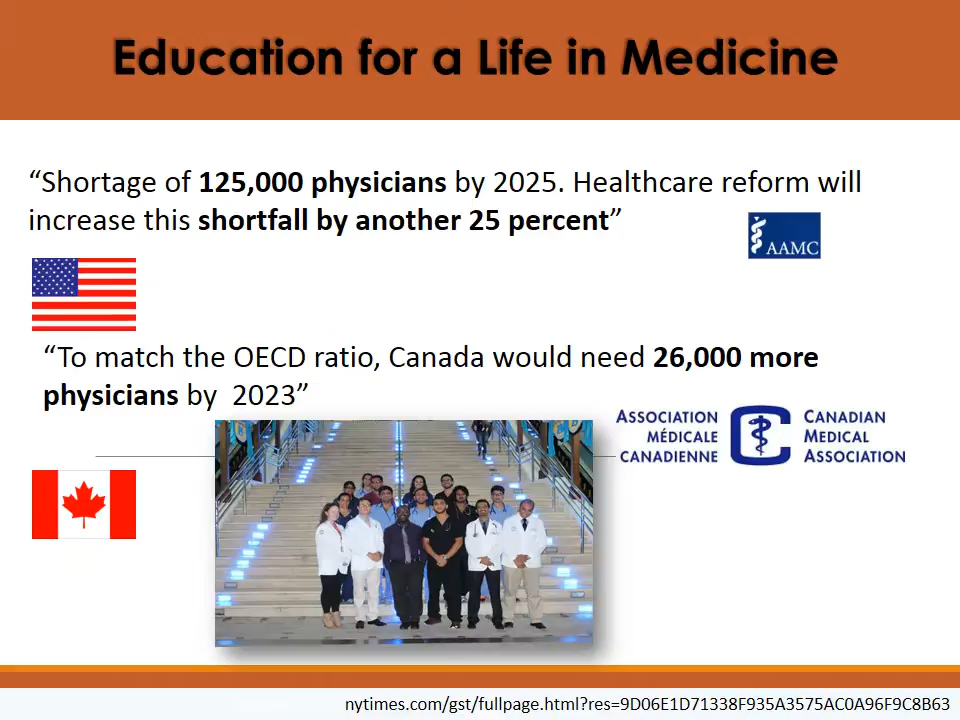 Education for a Life in Medicine
“Shortage of 125,000 physicians by 2025. Healthcare reform will
increase this shortfall by another 25 percent”
AAMC
“To match the OECD ratio, Canada would need 26,000 more
physicians by 2023”
ASSOCIATION
MÉDICALE
CANADIENNE
CANADIAN
MEDICAL
ASSOCIATION
nytimes.com/gst/fullpage.html?res=9D06E1D71338F935A3575AC0A96F9C8B63